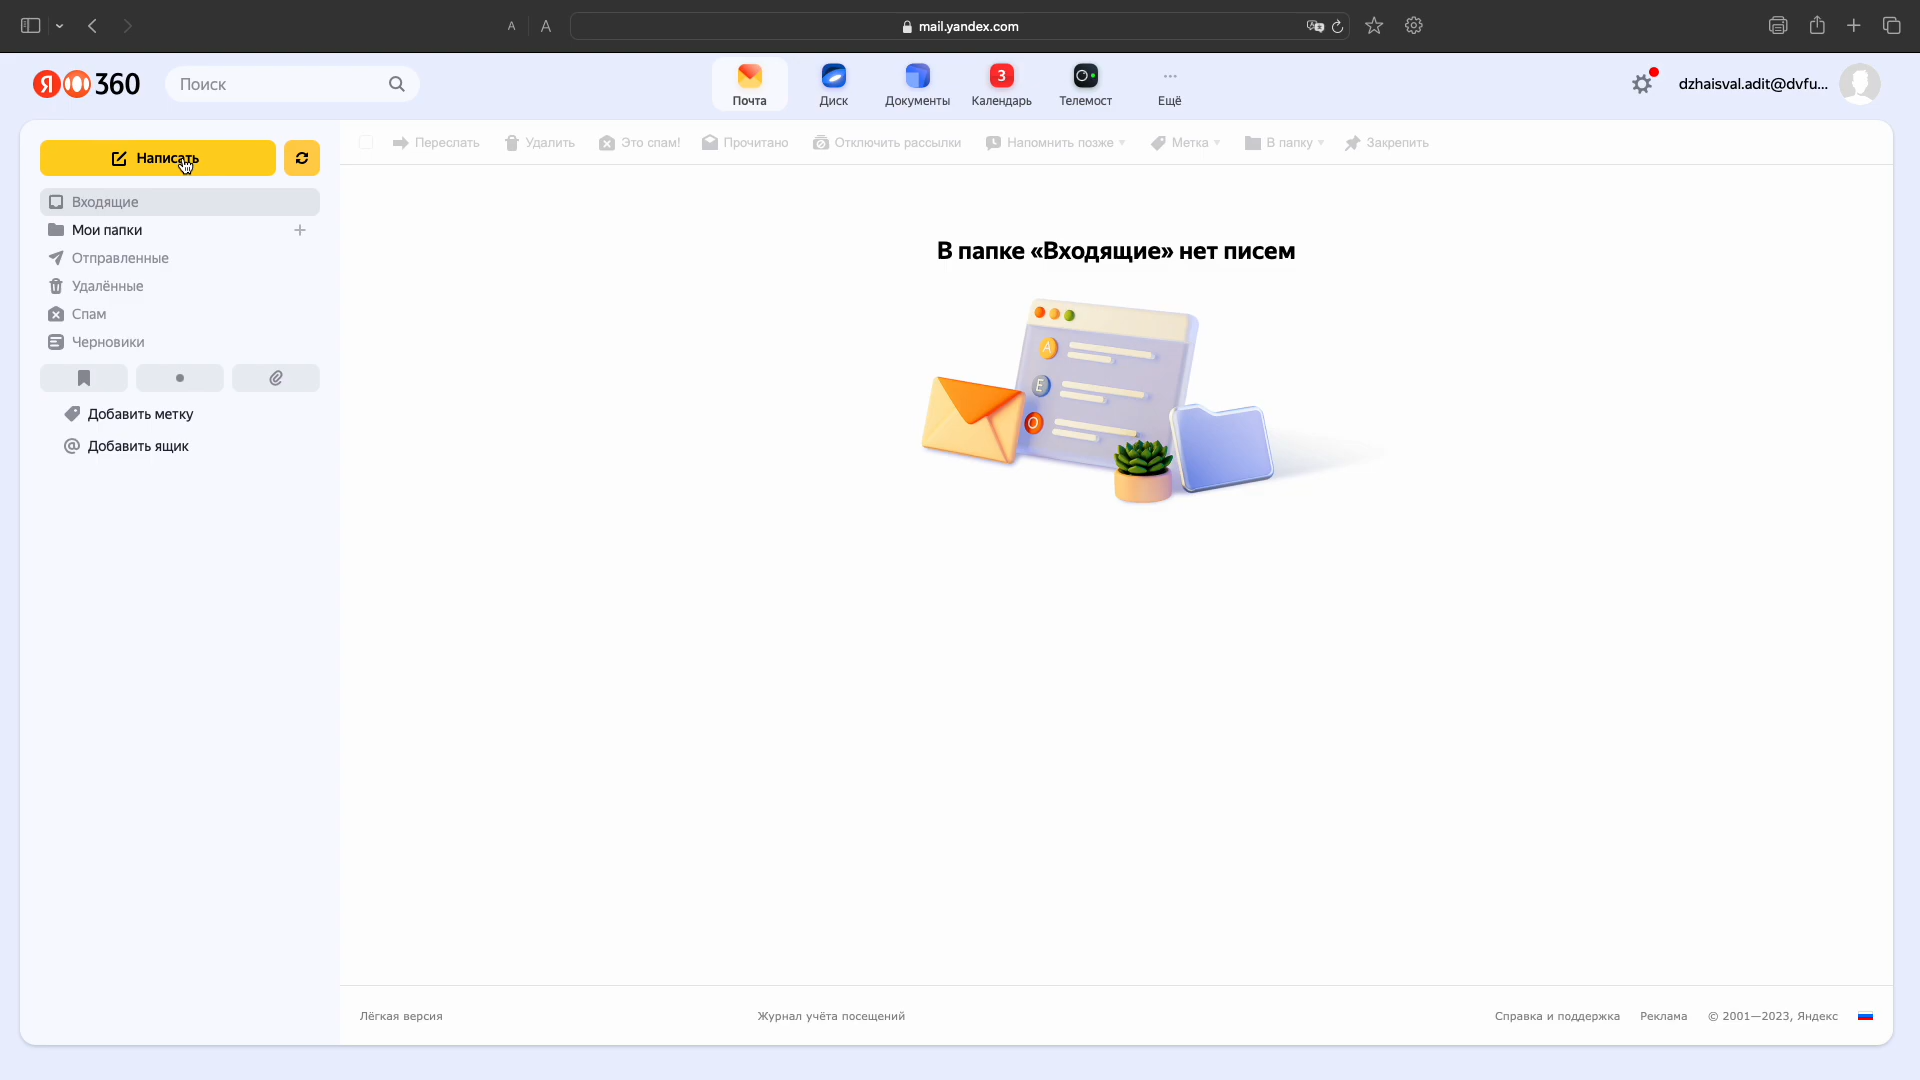 mail.yandex.com
Я 360
Поиск
Почта
Диск
Документы
3
Календарь
Телемост
Ещё
dzhaisval.adit@dvfu...
Написать
Переслать
Удалить
Это спам!
Прочитано
Отключить рассылки
Напомнить позже
Метка
В папку
Закрепить
Входящие
Мои папки
Отправленные
Удалённые
Спам
Черновики
Добавить метку
Добавить ящик
В папке «Входящие» нет писем
A
E
O
Лёгкая версия
Журнал учёта посещений
Справка и поддержка
Реклама
© 2001—2023, Яндекс